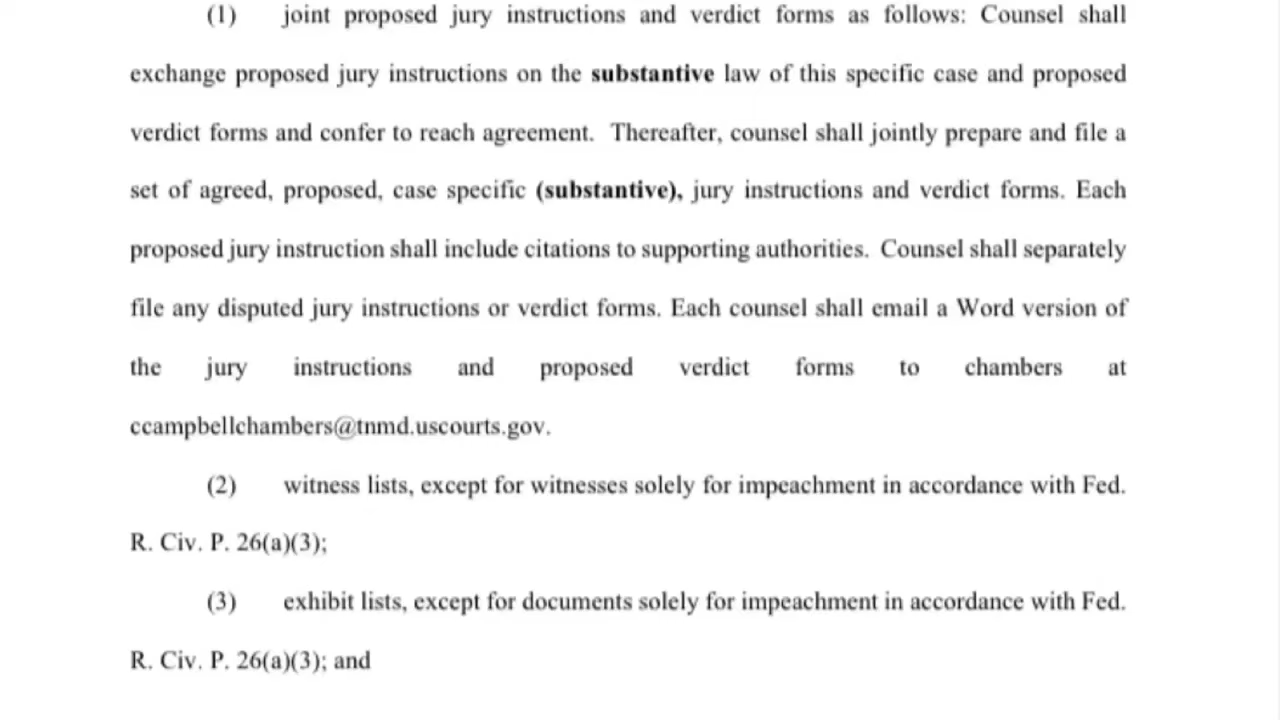 (1) joint proposed jury instructions and verdict forms as follows: Counsel shall
exchange proposed jury instructions on the substantive law of this specific case and proposed
verdict forms and confer to reach agreement. Thereafter, counsel shall jointly prepare and file a
set of agreed, proposed, case specific (substantive), jury instructions and verdict forms. Each
proposed jury instruction shall include citations to supporting authorities. Counsel shall separately
file any disputed jury instructions or verdict forms. Each counsel shall email a Word version of
the jury instructions and proposed verdict forms to chambers at
ccampbellchambers@tnmd.uscourts.gov.
(2) witness lists, except for witnesses solely for impeachment in accordance with Fed.
R. Civ. P. 26(a)(3);
(3) exhibit lists, except for documents solely for impeachment in accordance with Fed.
R. Civ. P. 26(a)(3); and